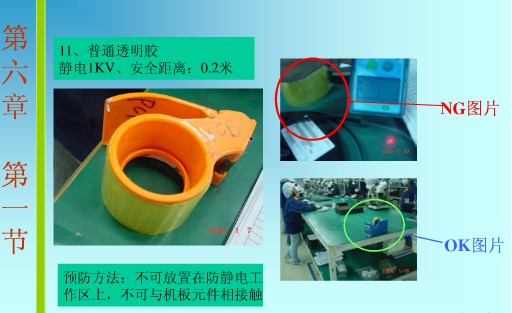 第六章 第一节
11、普通透明胶
静电1KV、安全距离：0.2米
NG图片
OK图片
预防方法：不可放置在防静电工
作区上，不可与机板元件相接触